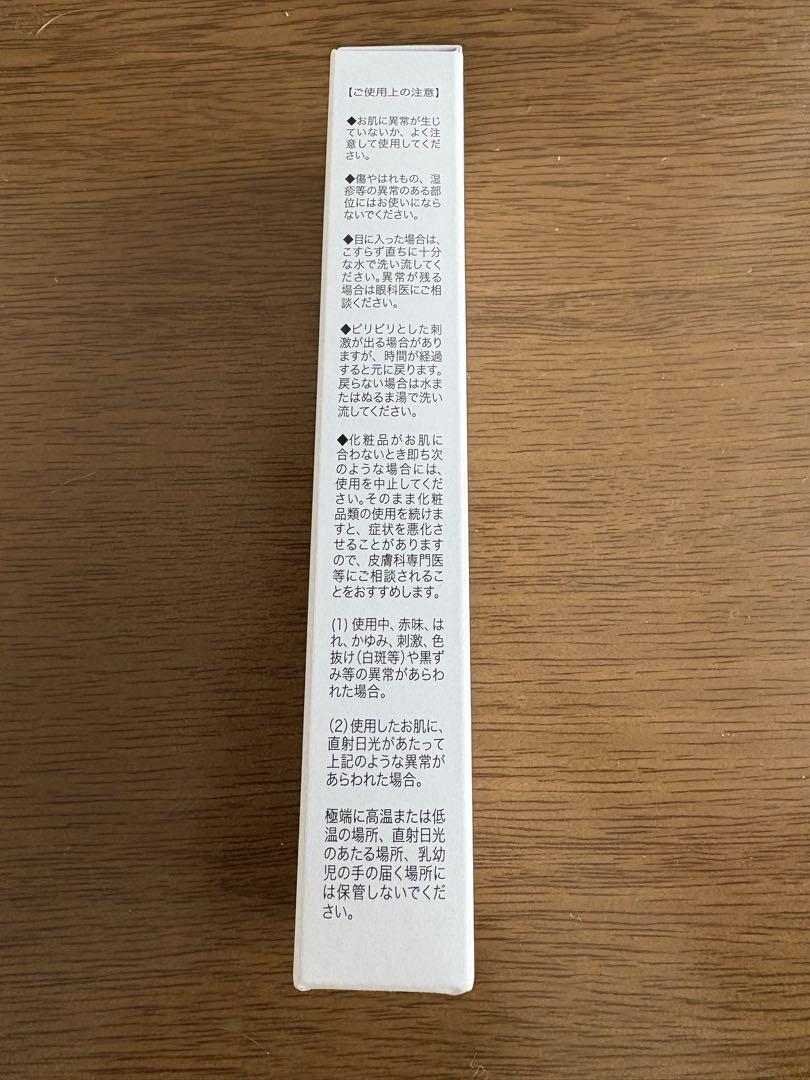 【ご使用上の注意】
◆お肌に異常が生じ
ていないか、よく注
意して使用してくだ
さい。
◆傷やはれもの、湿
疹等の異常のある部
位にはお使いになら
ないでください。
◆目に入った場合は、
こすらず直ちに十分
な水で洗い流してく
ださい。異常が残る
場合は眼科医にご相
談ください。
◆ピリピリとした刺
激が出る場合があり
ますが、時間が経過
すると元に戻ります。
戻らない場合は水ま
たはぬるま湯で洗い
流してください。
◆化粧品がお肌に
合わないとき即ち次
のような場合には、
使用を中止してくだ
さい。そのまま化粧
品類の使用を続けま
すと、症状を悪化さ
せることがあります
ので、皮膚科専門医
等にご相談されるこ
とをおすすめします。
(1) 使用中、赤味、は
れ、かゆみ、刺激、色
抜け(白斑等)や黒ず
み等の異常があらわ
れた場合。
(2) 使用したお肌に、
直射日光があたって
上記のような異常が
あらわれた場合。
極端に高温または低
温の場所、直射日光
のあたる場所、乳幼
児の手の届く場所に
は保管しないでくだ
さい。